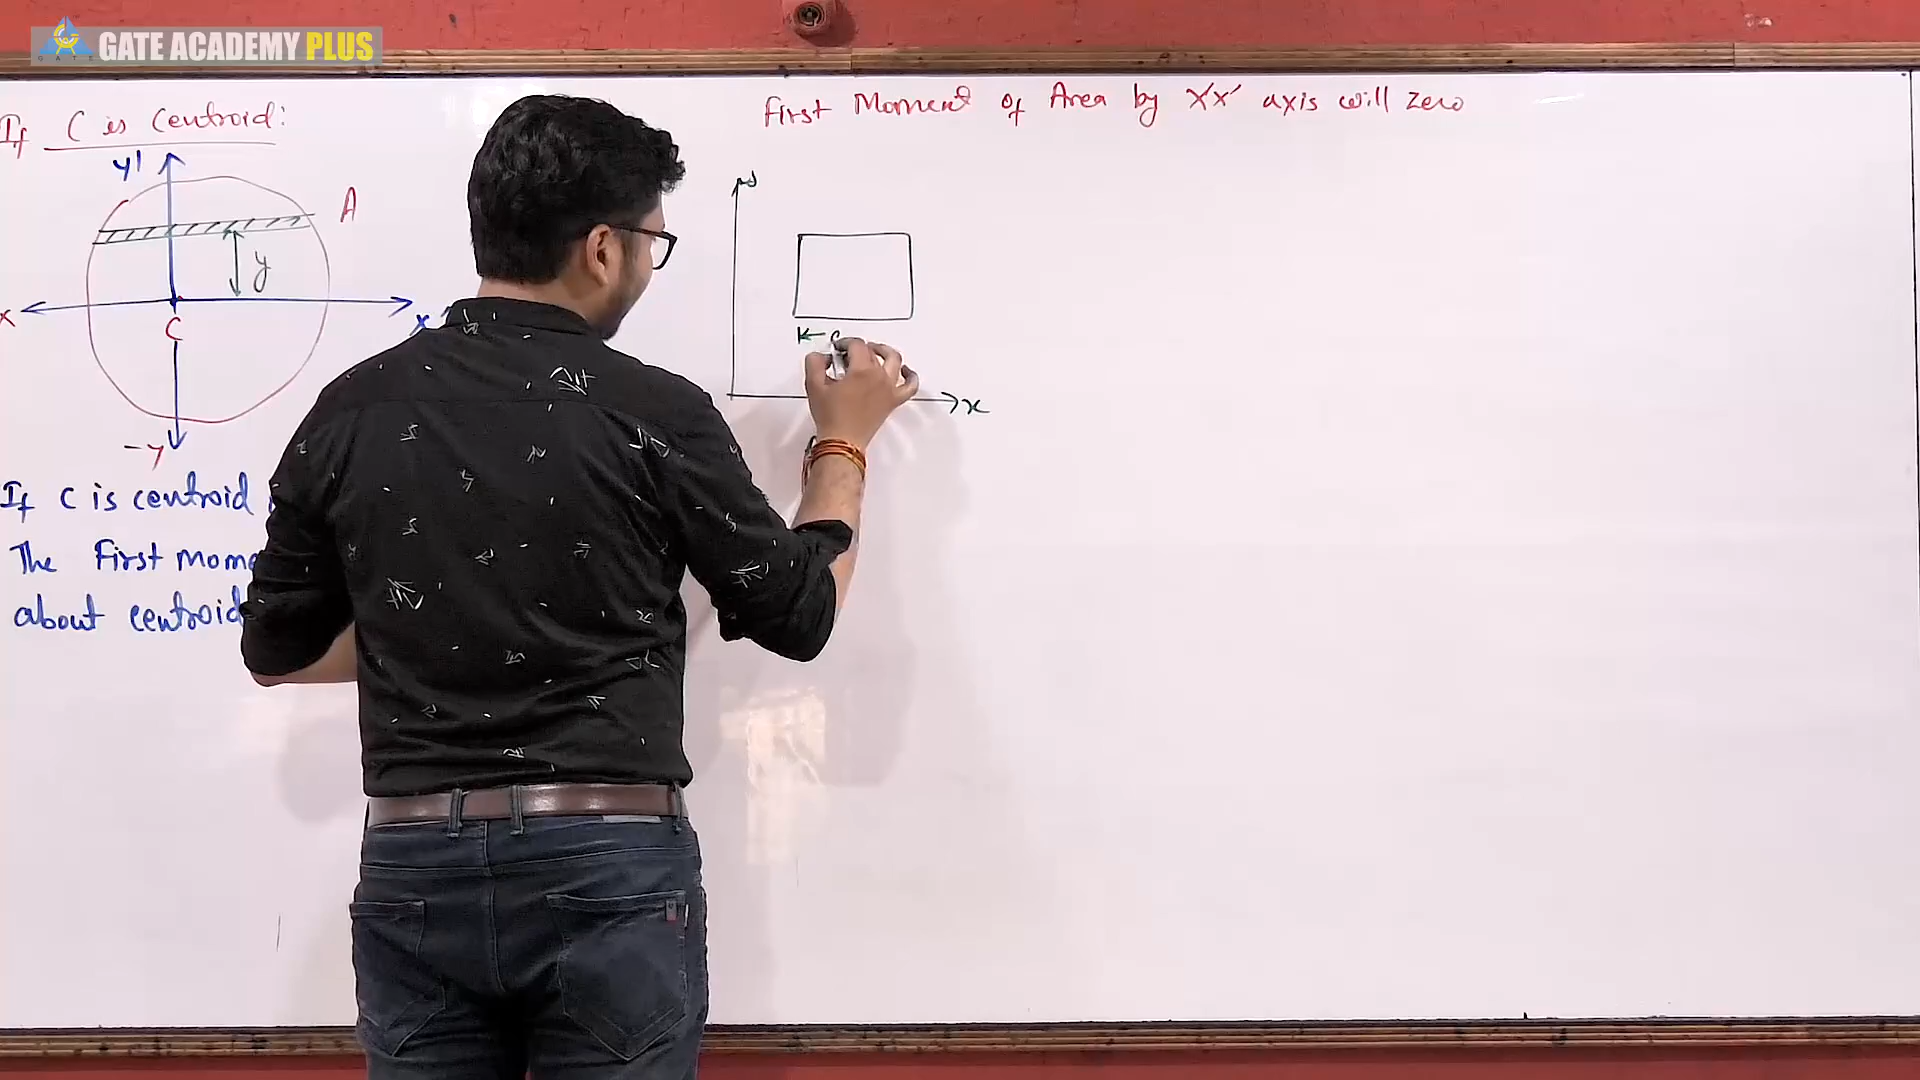 GATE ACADEMY PLUS
If C is centroid:
y'
A
y
x
C
x'
-y
If C is centroid
The First Mome
about centroid
First Moment of Area by XX' axis will zero
y
x